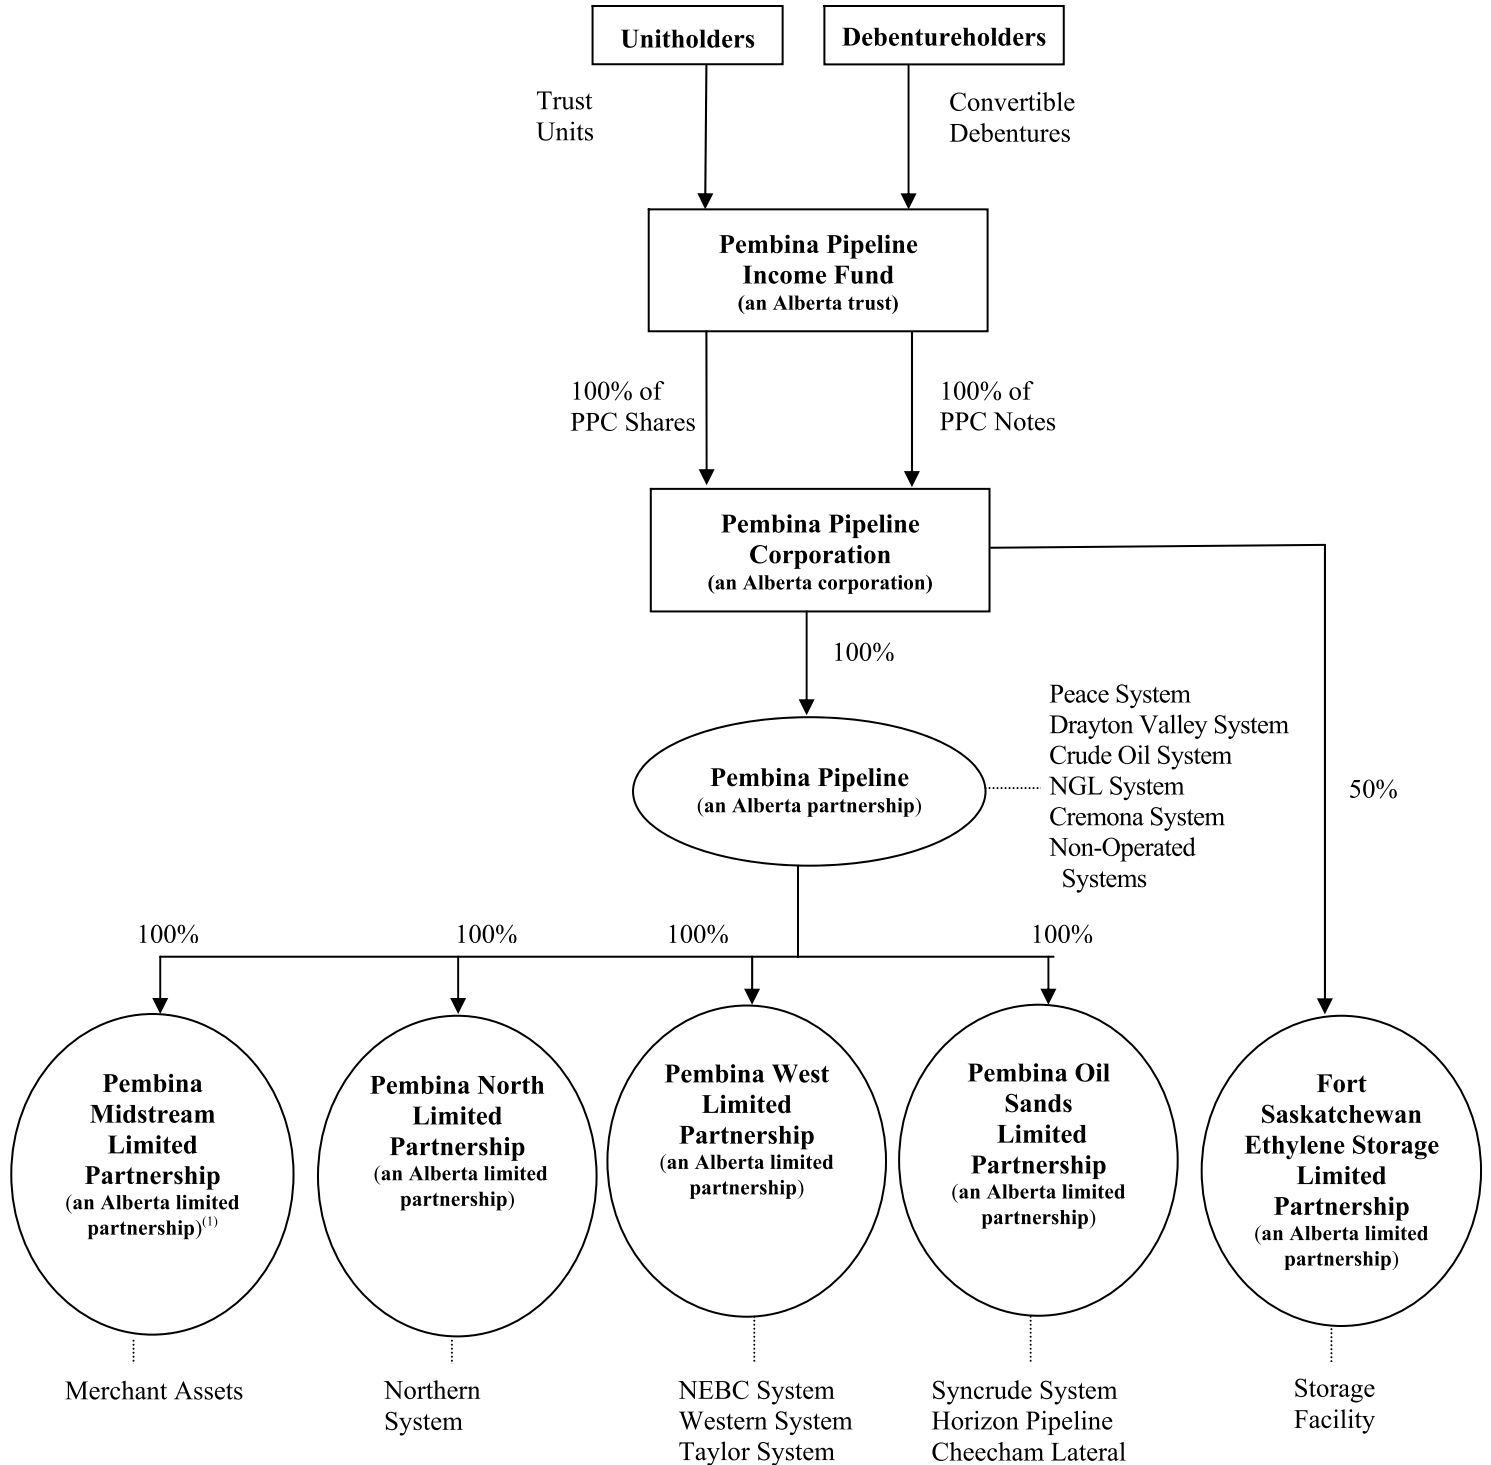 Unitholders
Debentureholders
Trust
Units
Convertible
Debentures
Pembina Pipeline
Income Fund
(an Alberta trust)
100% of
PPC Shares
100% of
PPC Notes
Pembina Pipeline
Corporation
(an Alberta corporation)
100%
50%
Pembina Pipeline
(an Alberta partnership)
Peace System
Drayton Valley System
Crude Oil System
NGL System
Cremona System
Non-Operated
Systems
100%
100%
100%
100%
Pembina
Midstream
Limited
Partnership
(an Alberta limited
partnership)(1)
Pembina North
Limited
Partnership
(an Alberta limited
partnership)
Pembina West
Limited
Partnership
(an Alberta limited
partnership)
Pembina Oil
Sands
Limited
Partnership
(an Alberta limited
partnership)
Fort
Saskatchewan
Ethylene Storage
Limited
Partnership
(an Alberta limited
partnership)
Merchant Assets
Northern
System
NEBC System
Western System
Taylor System
Syncrude System
Horizon Pipeline
Cheecham Lateral
Storage
Facility